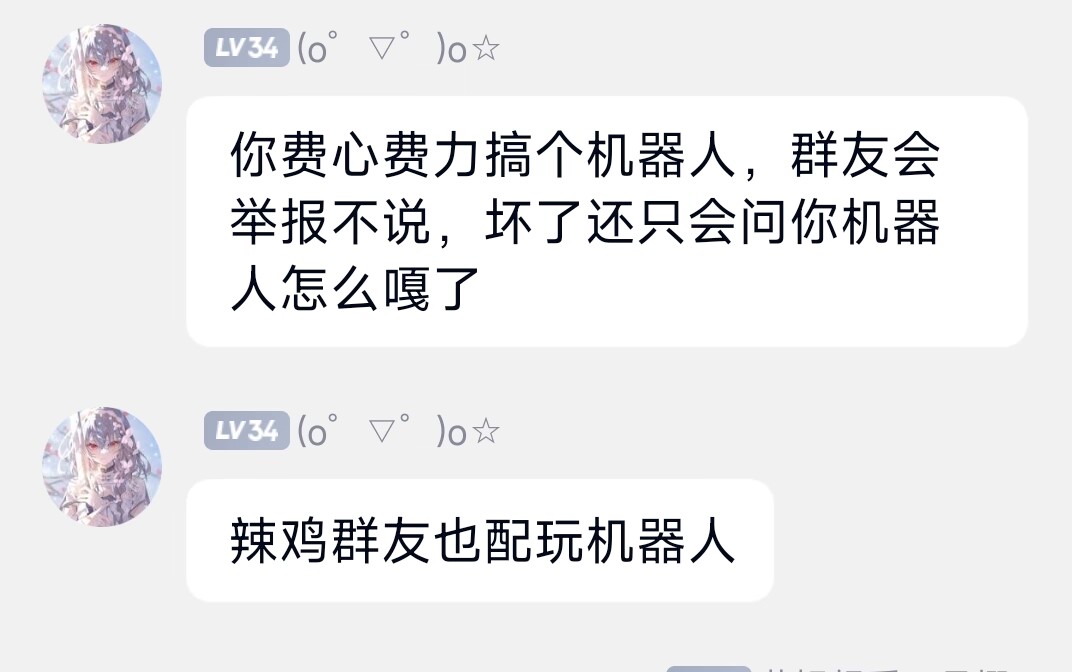 LV34 (o゜▽゜)o☆
你费心费力搞个机器人，群友会
举报不说，坏了还只会问你机器
人怎么嘎了
LV34 (o゜▽゜)o☆
辣鸡群友也配玩机器人